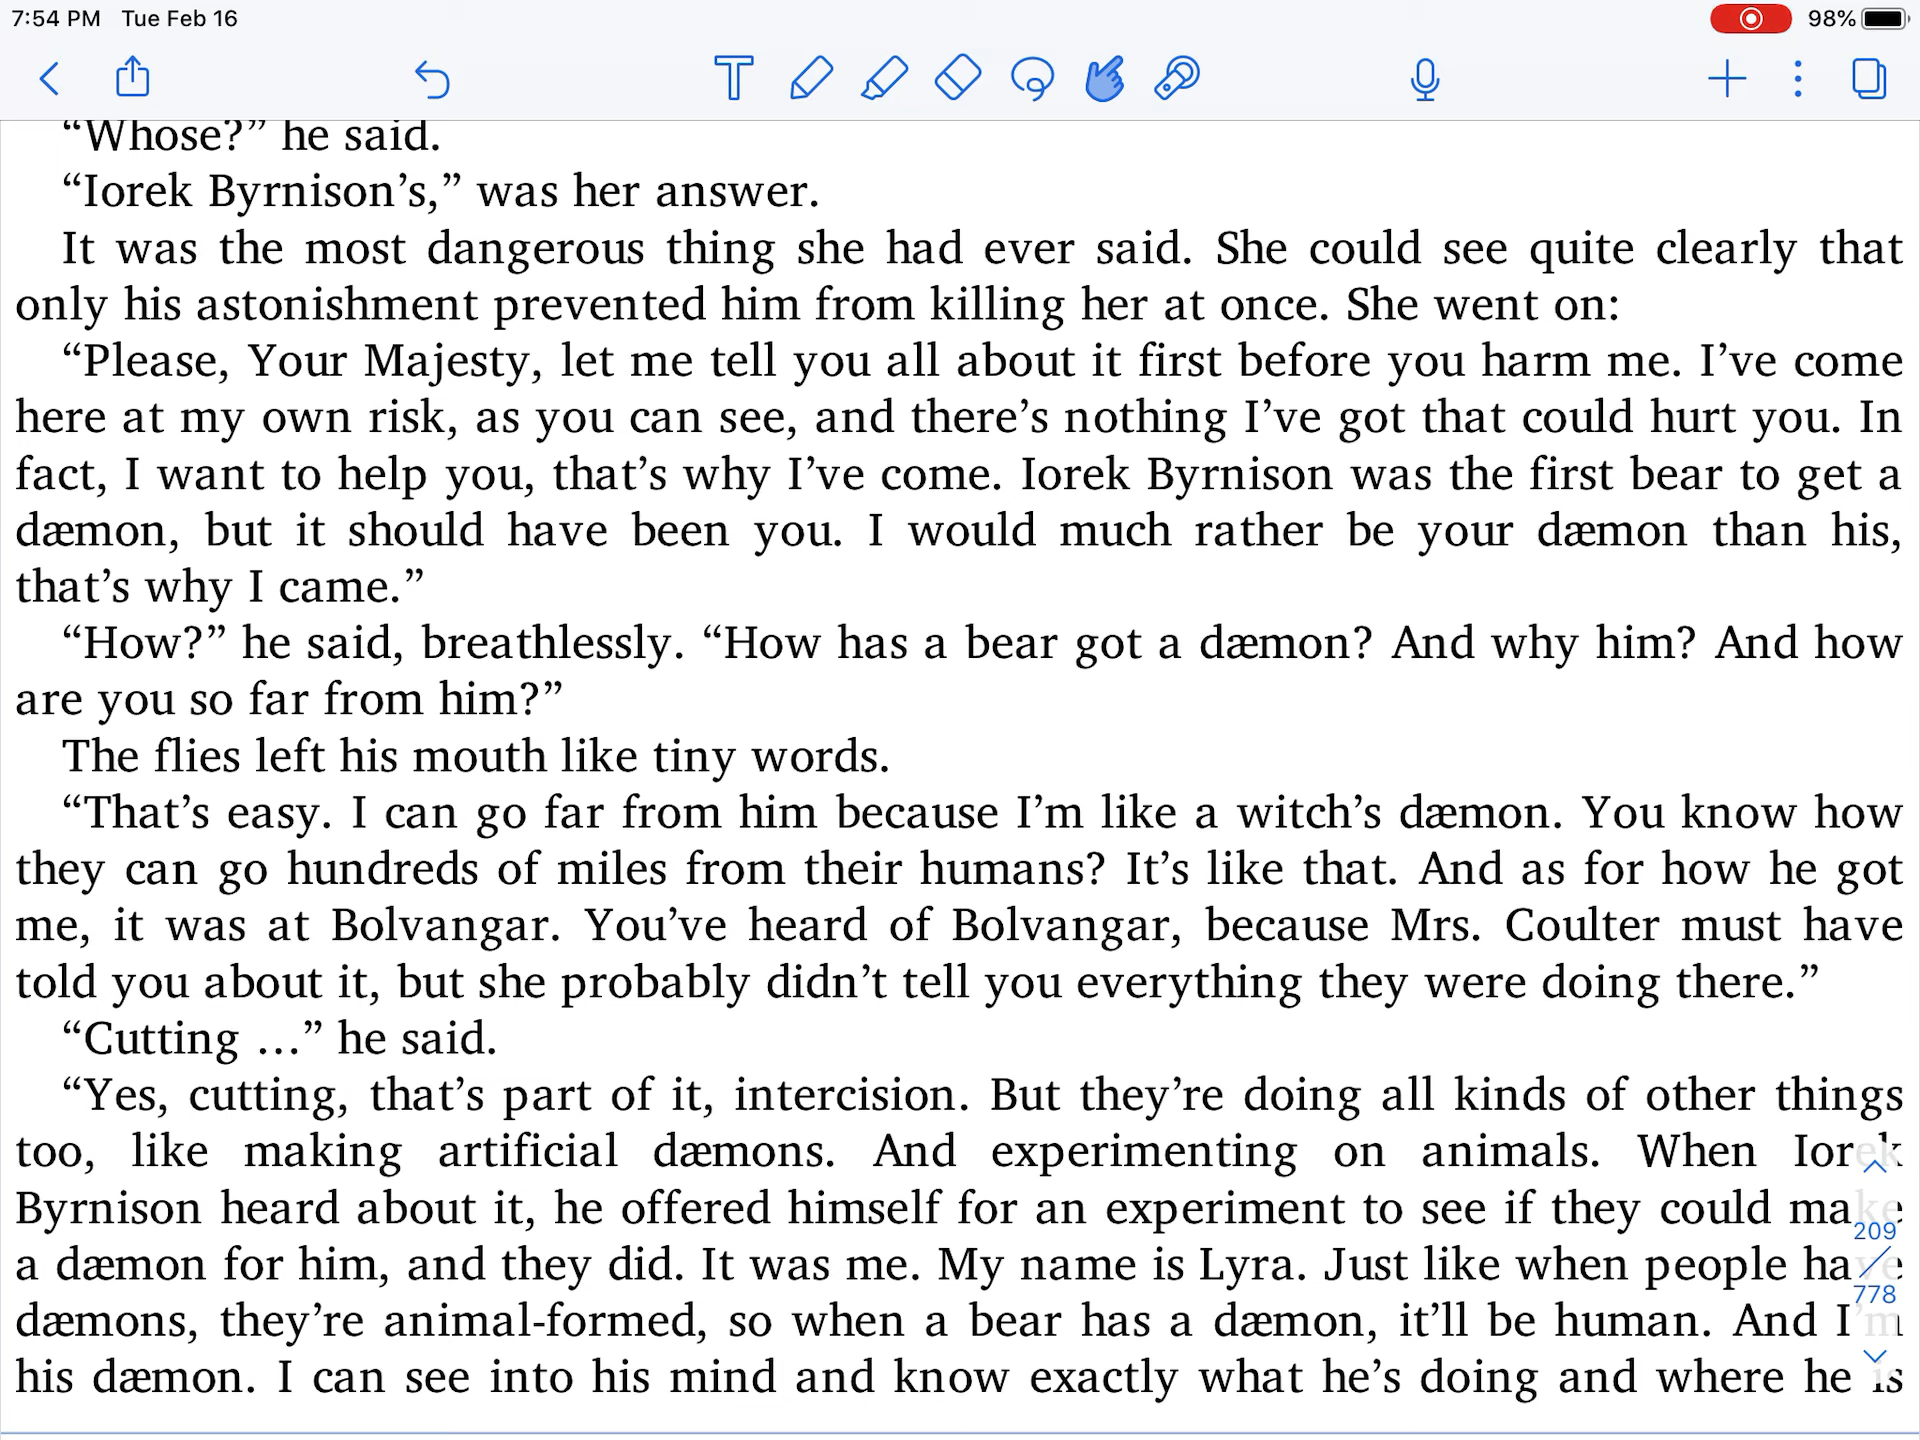 7:54 PM Tue Feb 16
98%
“Whose?” he said.
“Iorek Byrnison’s,” was her answer.
It was the most dangerous thing she had ever said. She could see quite clearly that
only his astonishment prevented him from killing her at once. She went on:
“Please, Your Majesty, let me tell you all about it first before you harm me. I’ve come
here at my own risk, as you can see, and there’s nothing I’ve got that could hurt you. In
fact, I want to help you, that’s why I’ve come. Iorek Byrnison was the first bear to get a
dæmon, but it should have been you. I would much rather be your dæmon than his,
that’s why I came.”
“How?” he said, breathlessly. “How has a bear got a dæmon? And why him? And how
are you so far from him?”
The flies left his mouth like tiny words.
“That’s easy. I can go far from him because I’m like a witch’s dæmon. You know how
they can go hundreds of miles from their humans? It’s like that. And as for how he got
me, it was at Bolvangar. You’ve heard of Bolvangar, because Mrs. Coulter must have
told you about it, but she probably didn’t tell you everything they were doing there.”
“Cutting …” he said.
“Yes, cutting, that’s part of it, intercision. But they’re doing all kinds of other things
too, like making artificial dæmons. And experimenting on animals. When Iorek
Byrnison heard about it, he offered himself for an experiment to see if they could make
a dæmon for him, and they did. It was me. My name is Lyra. Just like when people have
dæmons, they’re animal-formed, so when a bear has a dæmon, it’ll be human. And I’m
his dæmon. I can see into his mind and know exactly what he’s doing and where he is
209
/
778